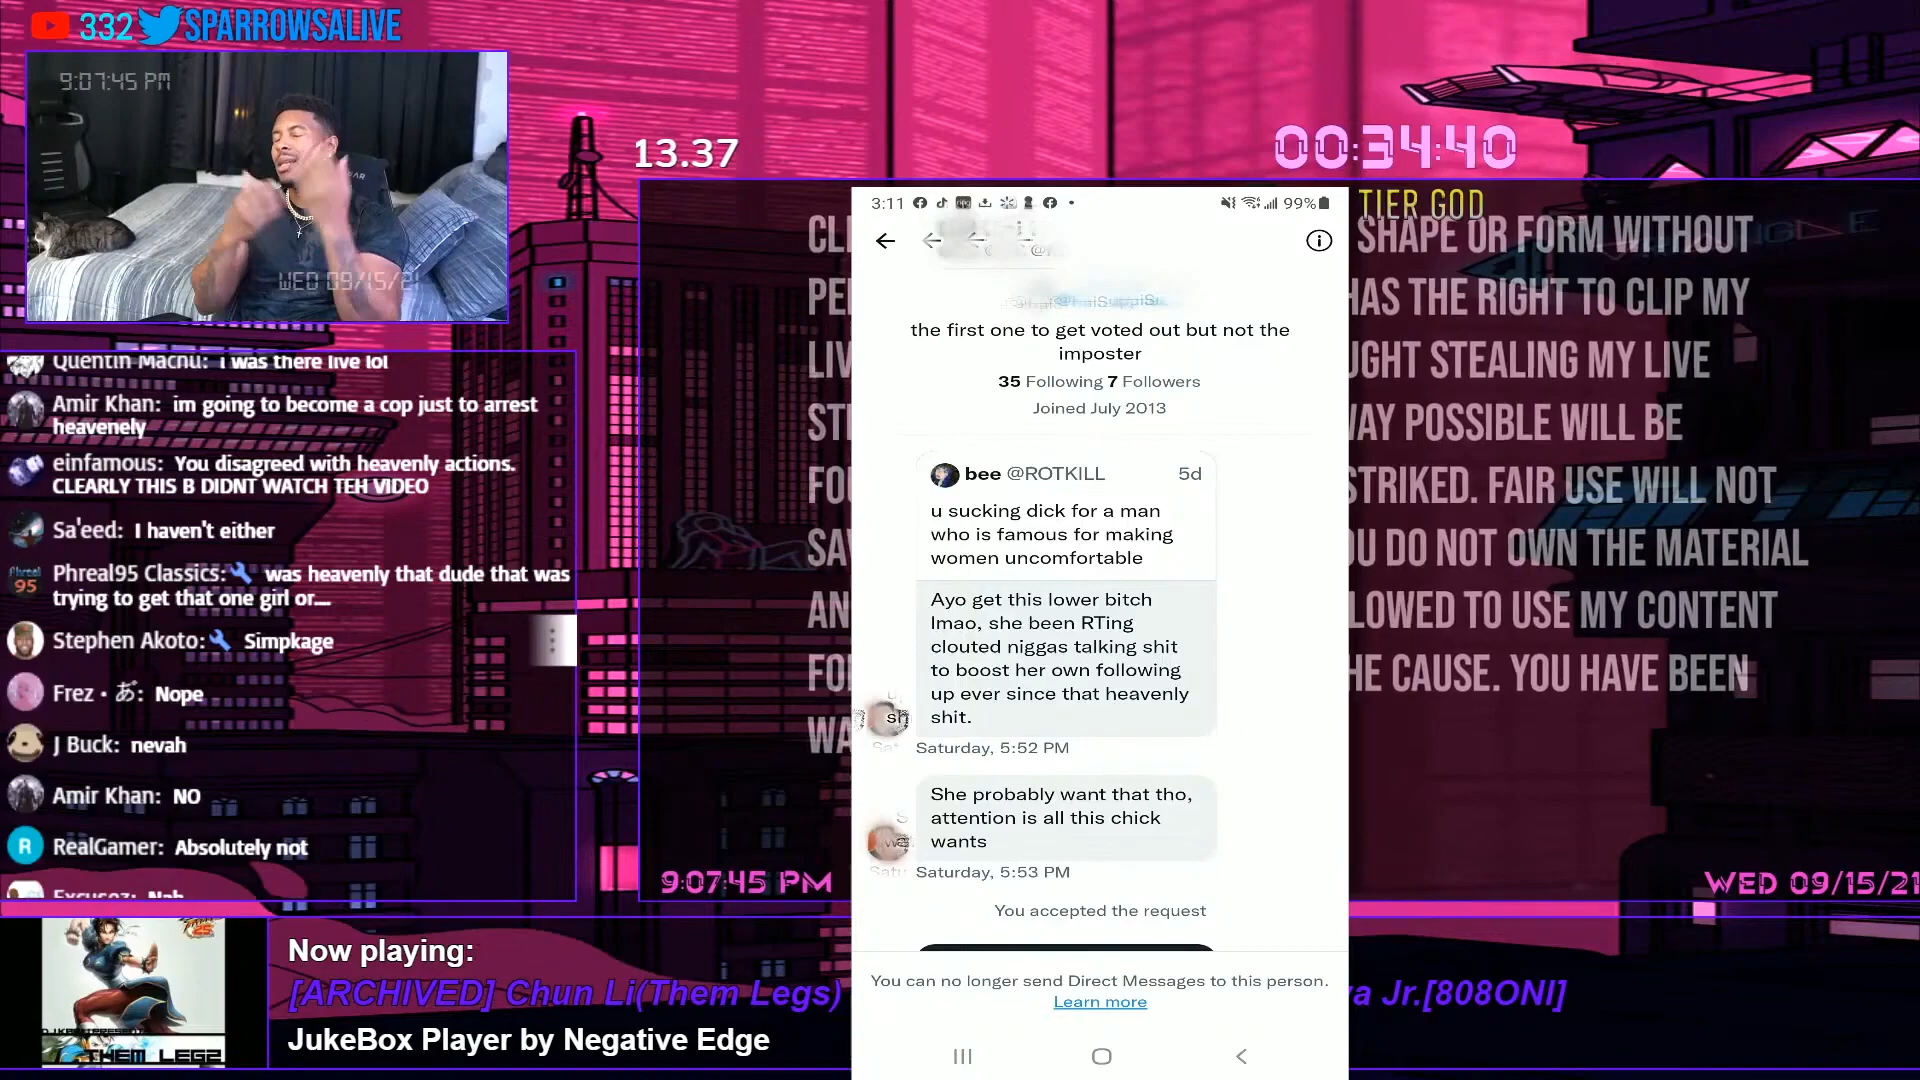 332 SPARROWSALIVE
9:07:45 PM
WED 09/15/21
13.37
00:34:40
TIER GOD
SHAPE OR FORM WITHOUT
HAS THE RIGHT TO CLIP MY
LIVE
WAY POSSIBLE WILL BE
STRIKED. FAIR USE WILL NOT
DO NOT OWN THE MATERIAL
TO USE MY CONTENT
CAUSE. YOU HAVE BEEN
Quentin Machu: i was there live lol
Amir Khan: im going to become a cop just to arrest
heavenely
einfamous: You disagreed with heavenly actions.
CLEARLY THIS B DIDNT WATCH TEH VIDEO
Sa'eed: I haven't either
Phreal95 Classics: was heavenly that dude that was
trying to get that one girl or....
Stephen Akoto: Simpkage
Frez • あ: Nope
J Buck: nevah
Amir Khan: NO
R RealGamer: Absolutely not
3:11 99%
the first one to get voted out but not the
imposter
35 Following 7 Followers
Joined July 2013
bee @ROTKILL 5d
u sucking dick for a man
who is famous for making
women uncomfortable
Ayo get this lower bitch
lmao, she been RTing
clouted niggas talking shit
to boost her own following
up ever since that heavenly
shit.
Saturday, 5:52 PM
She probably want that tho,
attention is all this chick
wants
Saturday, 5:53 PM
You accepted the request
You can no longer send Direct Messages to this person.
Learn more
9:07:45 PM
WED 09/15/21
Now playing:
[ARCHIVED] Chun Li(Them Legs)
Jr.[808ONI]
JukeBox Player by Negative Edge
THEM LEGZ